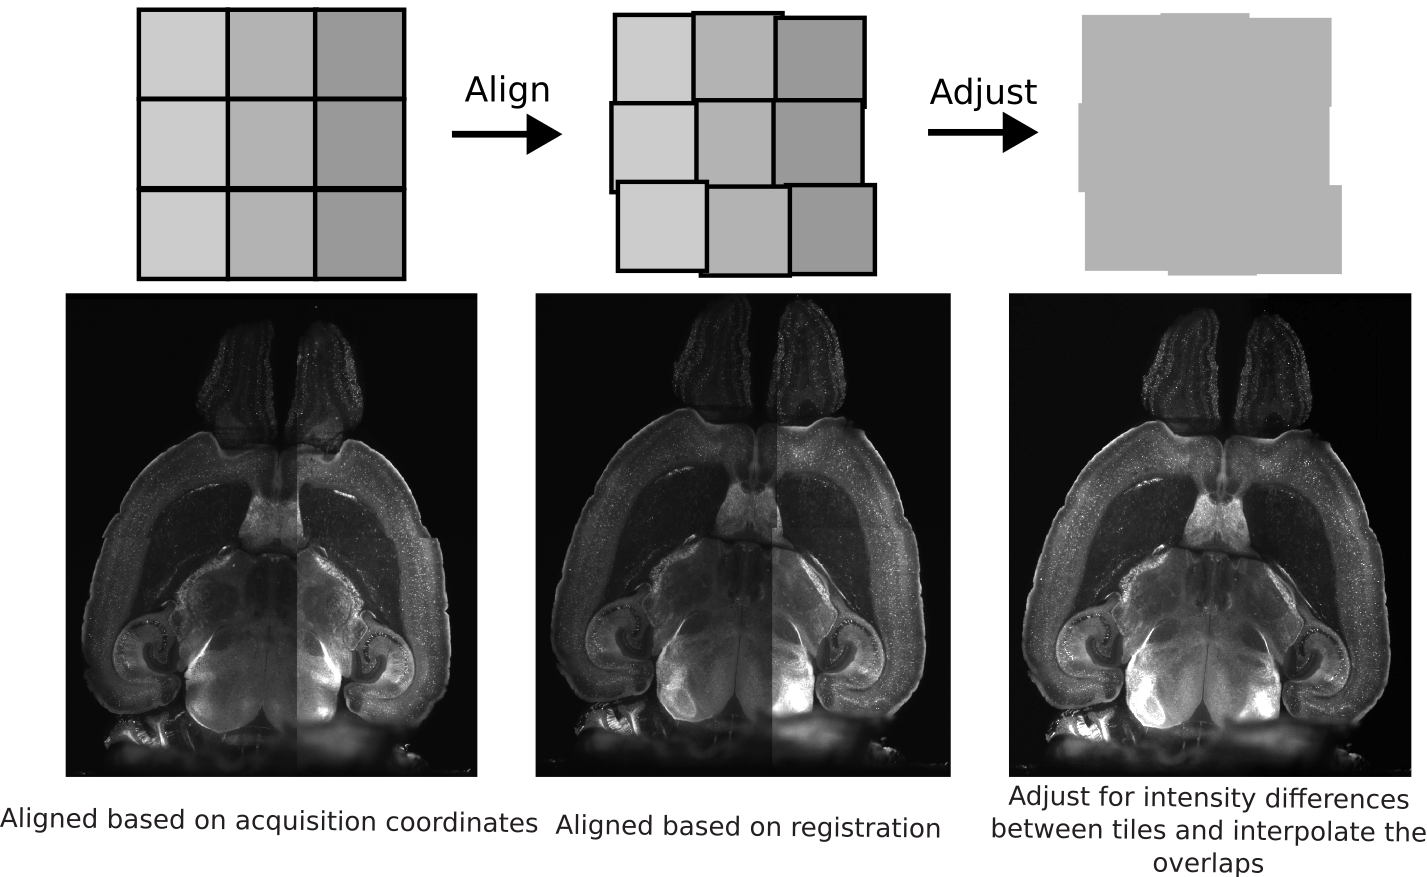 Align
Adjust
Aligned based on acquisition coordinates
Aligned based on registration
Adjust for intensity differences
between tiles and interpolate the
overlaps